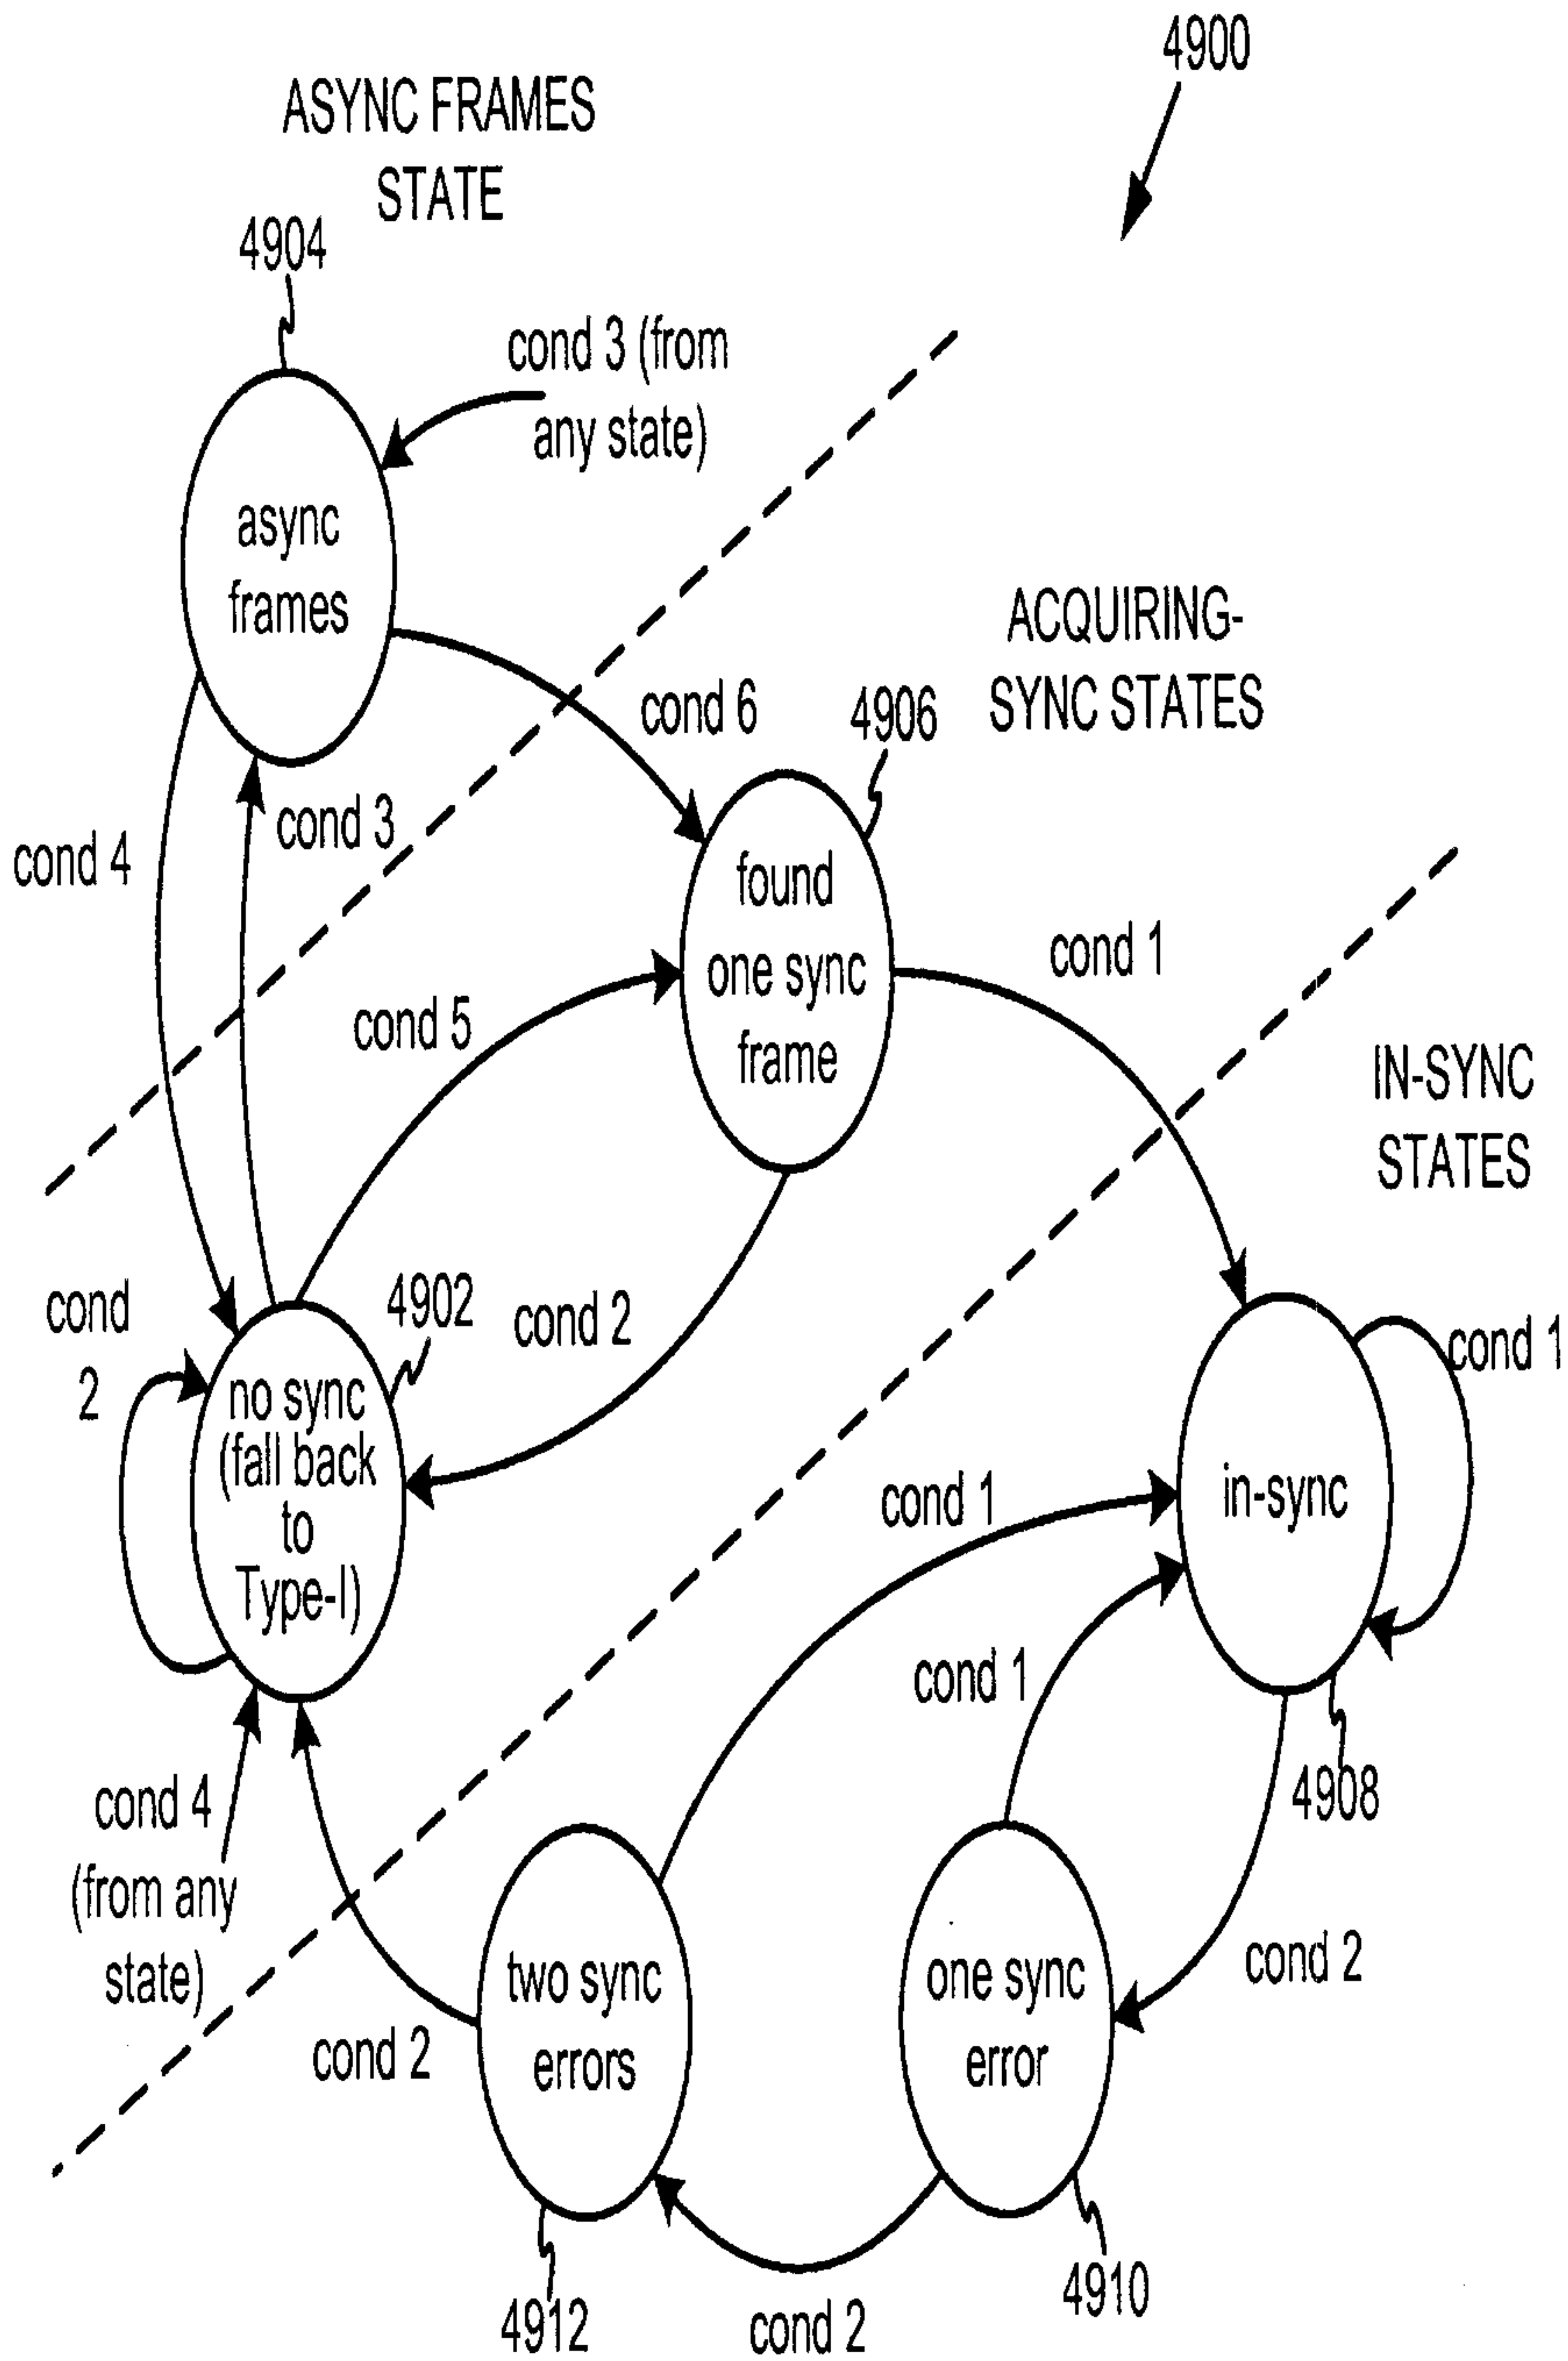 4900
ASYNC FRAMES
STATE
4904
cond 3 (from
any state)
async
frames
ACQUIRING-
SYNC STATES
cond 6
4906
cond 4
cond 3
found
one sync
frame
cond 1
cond 5
IN-SYNC
STATES
cond
2
4902
cond 2
no sync
(fall back
to
Type-I)
cond 1
in-sync
cond 1
cond 1
4908
cond 4
(from any
state)
cond 2
two sync
errors
one sync
error
cond 2
4912
cond 2
4910